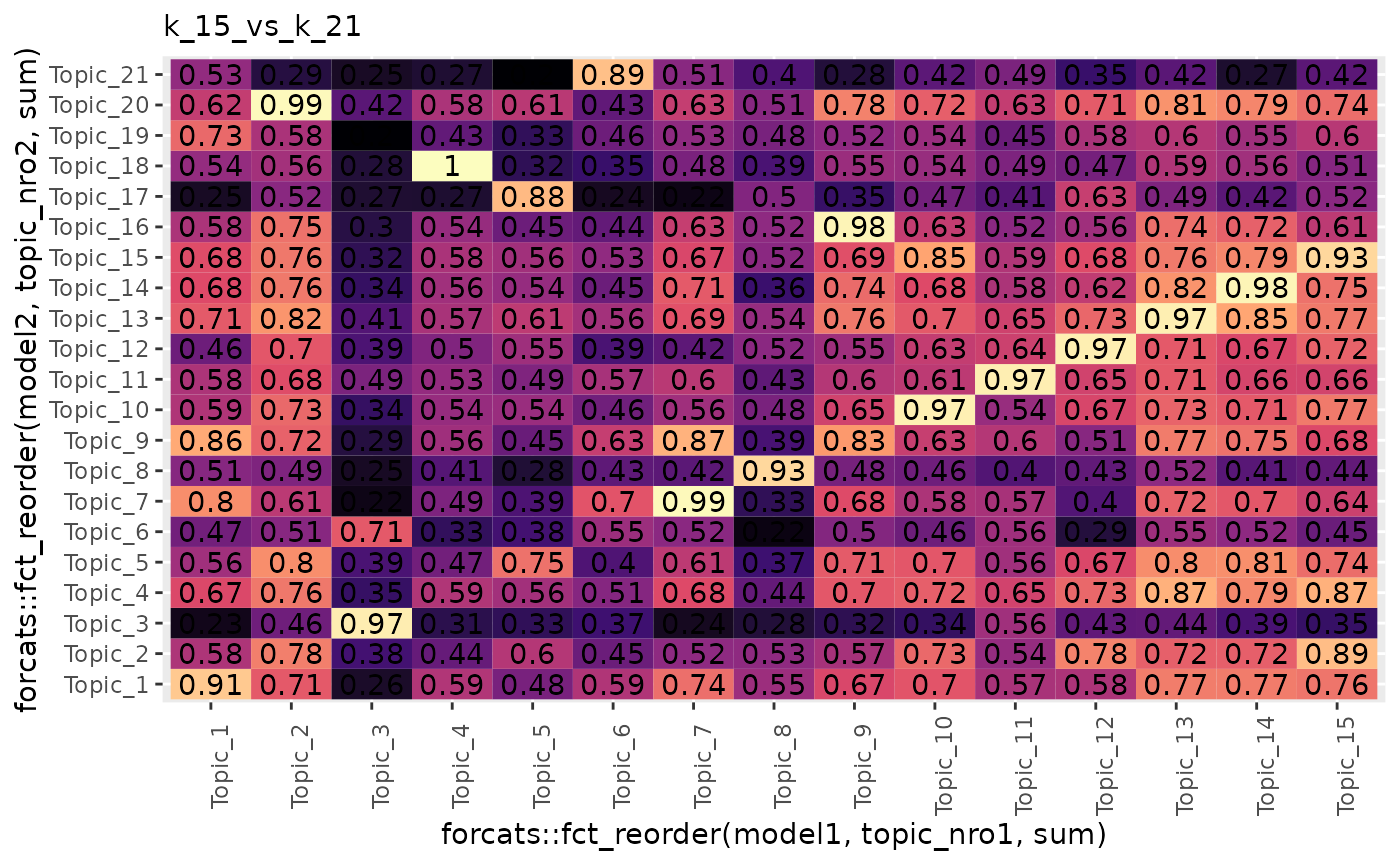 k_15_vs_k_21
forcats::fct_reorder(model2, topic_nro2, sum)
Topic_21 0.53 0.29 0.25 0.27 0.89 0.51 0.4 0.28 0.42 0.49 0.35 0.42 0.27 0.42
Topic_20 0.62 0.99 0.42 0.58 0.61 0.43 0.63 0.51 0.78 0.72 0.63 0.71 0.81 0.79 0.74
Topic_19 0.73 0.58 0.43 0.33 0.46 0.53 0.48 0.52 0.54 0.45 0.58 0.6 0.55 0.6
Topic_18 0.54 0.56 0.28 1 0.32 0.35 0.48 0.39 0.55 0.54 0.49 0.47 0.59 0.56 0.51
Topic_17 0.25 0.52 0.27 0.27 0.88 0.24 0.22 0.5 0.35 0.47 0.41 0.63 0.49 0.42 0.52
Topic_16 0.58 0.75 0.3 0.54 0.45 0.44 0.63 0.52 0.98 0.63 0.52 0.56 0.74 0.72 0.61
Topic_15 0.68 0.76 0.32 0.58 0.56 0.53 0.67 0.52 0.69 0.85 0.59 0.68 0.76 0.79 0.93
Topic_14 0.68 0.76 0.34 0.56 0.54 0.45 0.71 0.36 0.74 0.68 0.58 0.62 0.82 0.98 0.75
Topic_13 0.71 0.82 0.41 0.57 0.61 0.56 0.69 0.54 0.76 0.7 0.65 0.73 0.97 0.85 0.77
Topic_12 0.46 0.7 0.39 0.5 0.55 0.39 0.42 0.52 0.55 0.63 0.64 0.97 0.71 0.67 0.72
Topic_11 0.58 0.68 0.49 0.53 0.49 0.57 0.6 0.43 0.6 0.61 0.97 0.65 0.71 0.66 0.66
Topic_10 0.59 0.73 0.34 0.54 0.54 0.46 0.56 0.48 0.65 0.97 0.54 0.67 0.73 0.71 0.77
Topic_9 0.86 0.72 0.29 0.56 0.45 0.63 0.87 0.39 0.83 0.63 0.6 0.51 0.77 0.75 0.68
Topic_8 0.51 0.49 0.25 0.41 0.28 0.43 0.42 0.93 0.48 0.46 0.4 0.43 0.52 0.41 0.44
Topic_7 0.8 0.61 0.22 0.49 0.39 0.7 0.99 0.33 0.68 0.58 0.57 0.4 0.72 0.7 0.64
Topic_6 0.47 0.51 0.71 0.33 0.38 0.55 0.52 0.22 0.5 0.46 0.56 0.29 0.55 0.52 0.45
Topic_5 0.56 0.8 0.39 0.47 0.75 0.4 0.61 0.37 0.71 0.7 0.56 0.67 0.8 0.81 0.74
Topic_4 0.67 0.76 0.35 0.59 0.56 0.51 0.68 0.44 0.7 0.72 0.65 0.73 0.87 0.79 0.87
Topic_3 0.23 0.46 0.97 0.31 0.33 0.37 0.24 0.28 0.32 0.34 0.56 0.43 0.44 0.39 0.35
Topic_2 0.58 0.78 0.38 0.44 0.6 0.45 0.52 0.53 0.57 0.73 0.54 0.78 0.72 0.72 0.89
Topic_1 0.91 0.71 0.26 0.59 0.48 0.59 0.74 0.55 0.67 0.7 0.57 0.58 0.77 0.77 0.76
Topic_1 Topic_2 Topic_3 Topic_4 Topic_5 Topic_6 Topic_7 Topic_8 Topic_9 Topic_10 Topic_11 Topic_12 Topic_13 Topic_14 Topic_15
forcats::fct_reorder(model1, topic_nro1, sum)